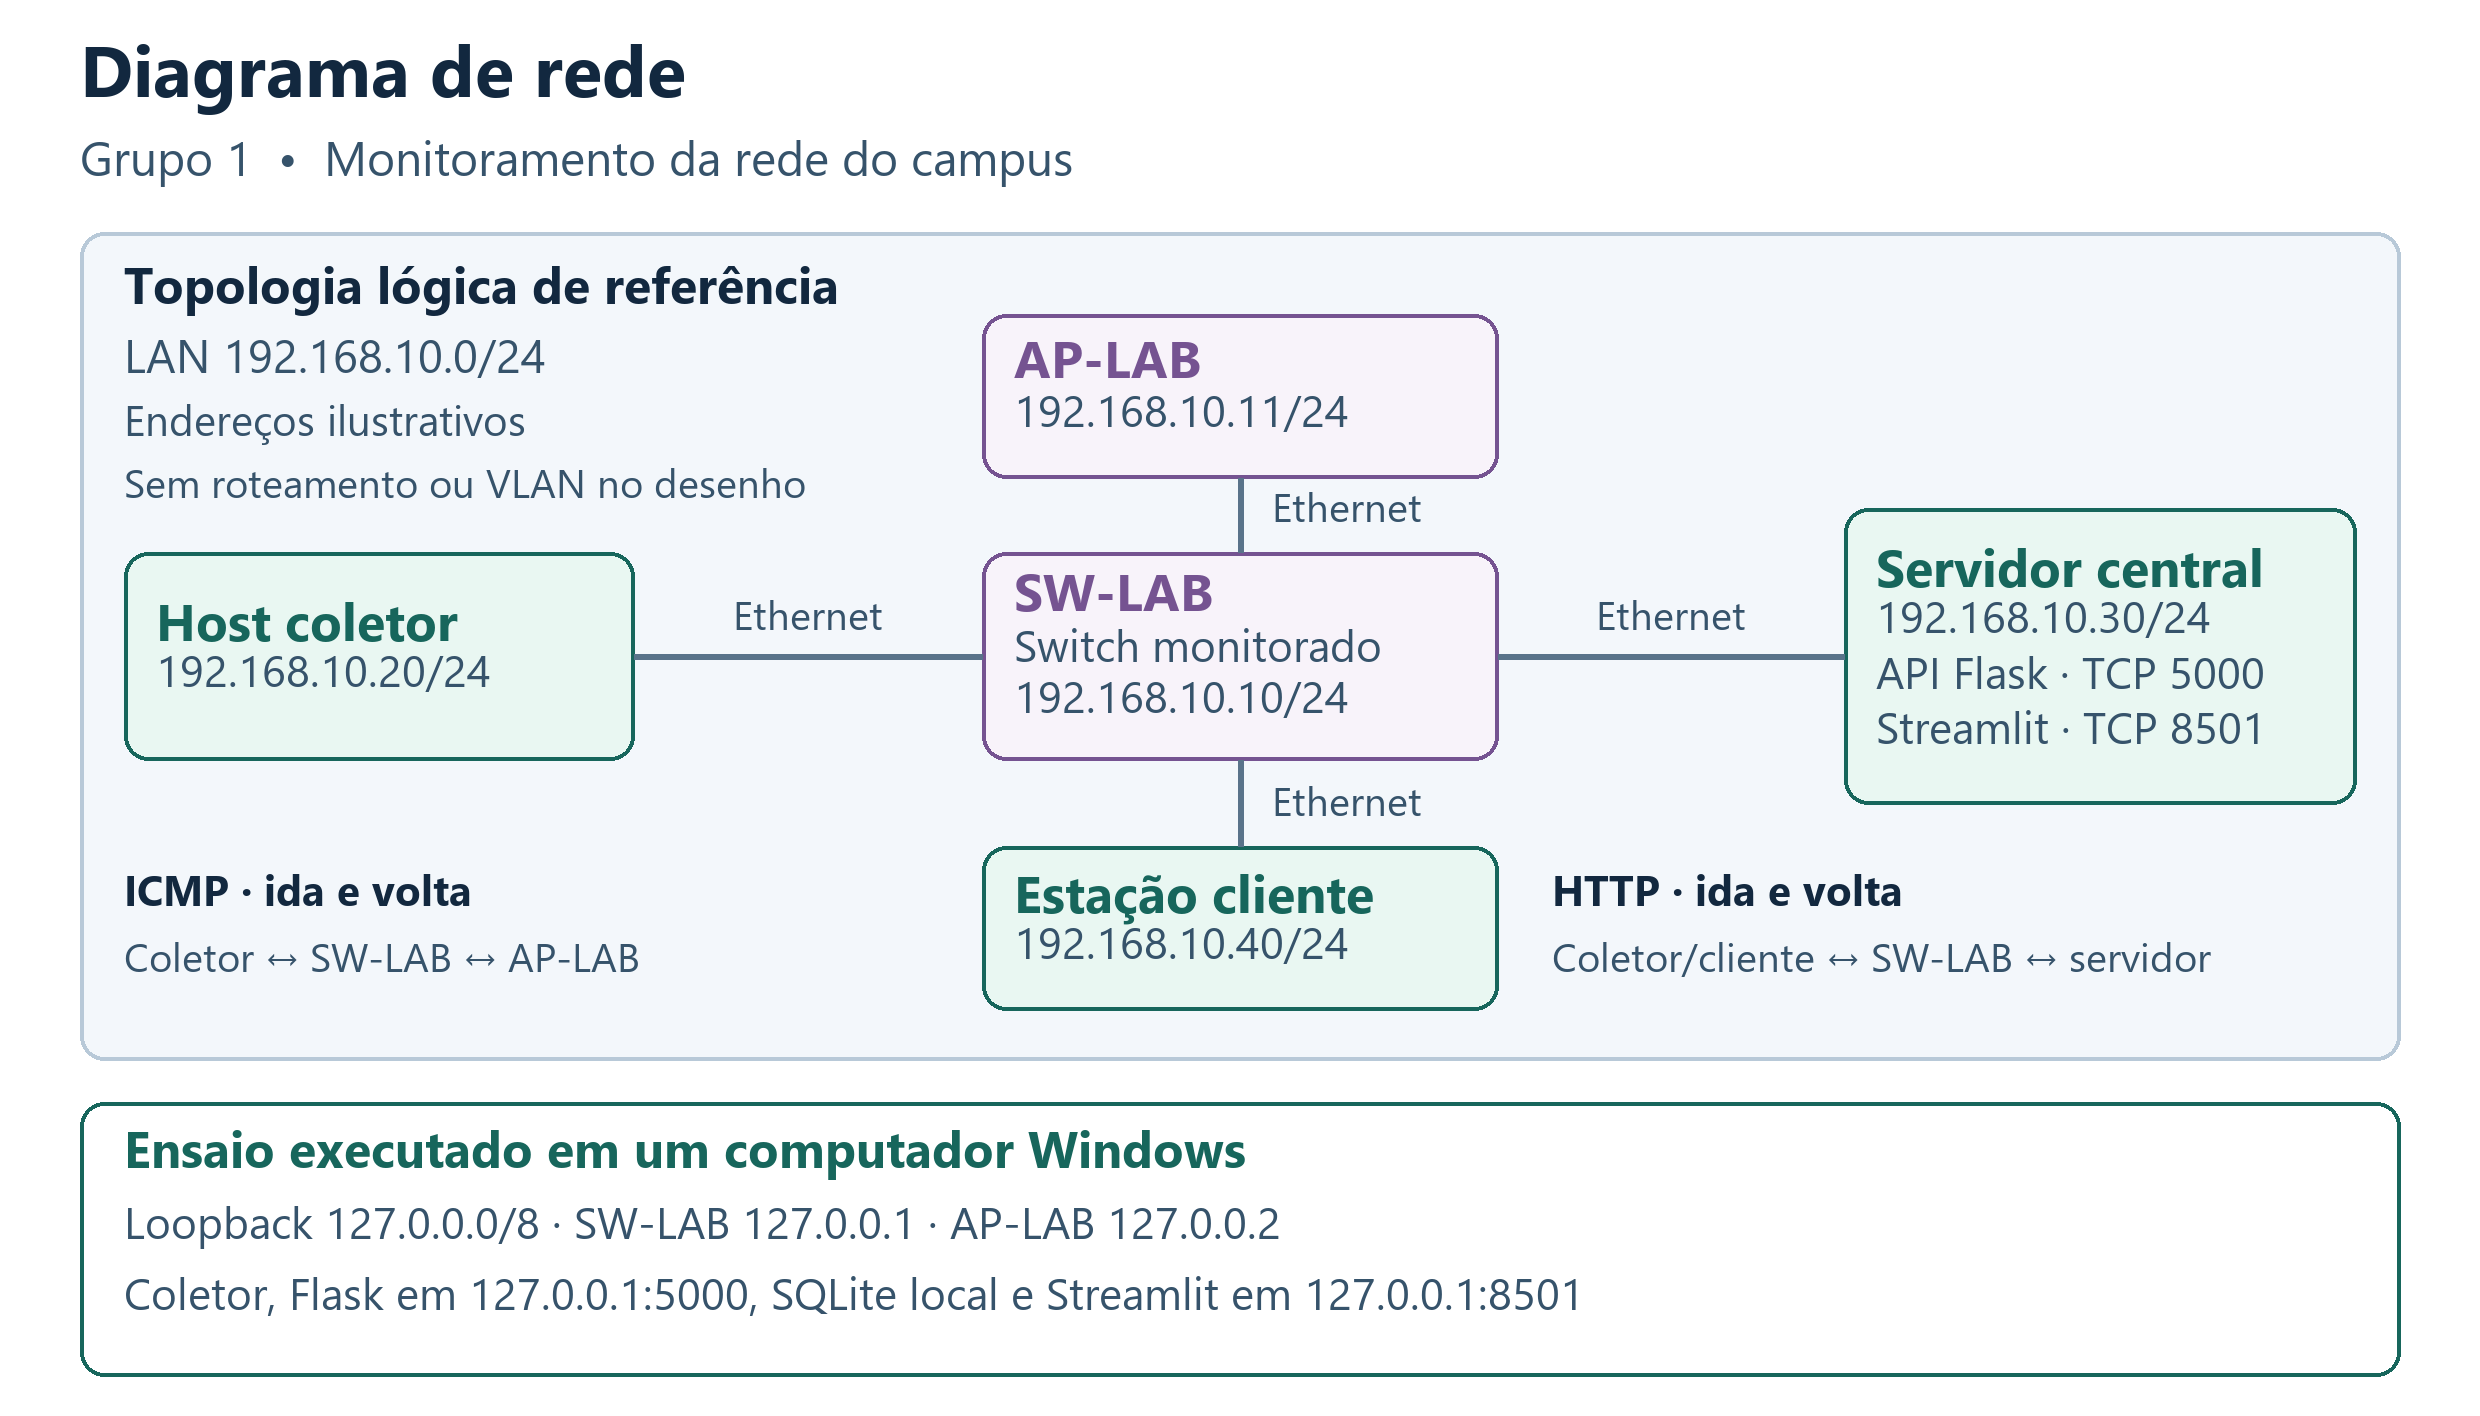 Diagrama de rede
Grupo 1 • Monitoramento da rede do campus
Topologia lógica de referência
LAN 192.168.10.0/24
Endereços ilustrativos
Sem roteamento ou VLAN no desenho
AP-LAB
192.168.10.11/24
Ethernet
Host coletor
192.168.10.20/24
Ethernet
SW-LAB
Switch monitorado
192.168.10.10/24
Ethernet
Servidor central
192.168.10.30/24
API Flask · TCP 5000
Streamlit · TCP 8501
Ethernet
Estação cliente
192.168.10.40/24
ICMP · ida e volta
Coletor ↔ SW-LAB ↔ AP-LAB
HTTP · ida e volta
Coletor/cliente ↔ SW-LAB ↔ servidor
Ensaio executado em um computador Windows
Loopback 127.0.0.0/8 · SW-LAB 127.0.0.1 · AP-LAB 127.0.0.2
Coletor, Flask em 127.0.0.1:5000, SQLite local e Streamlit em 127.0.0.1:8501